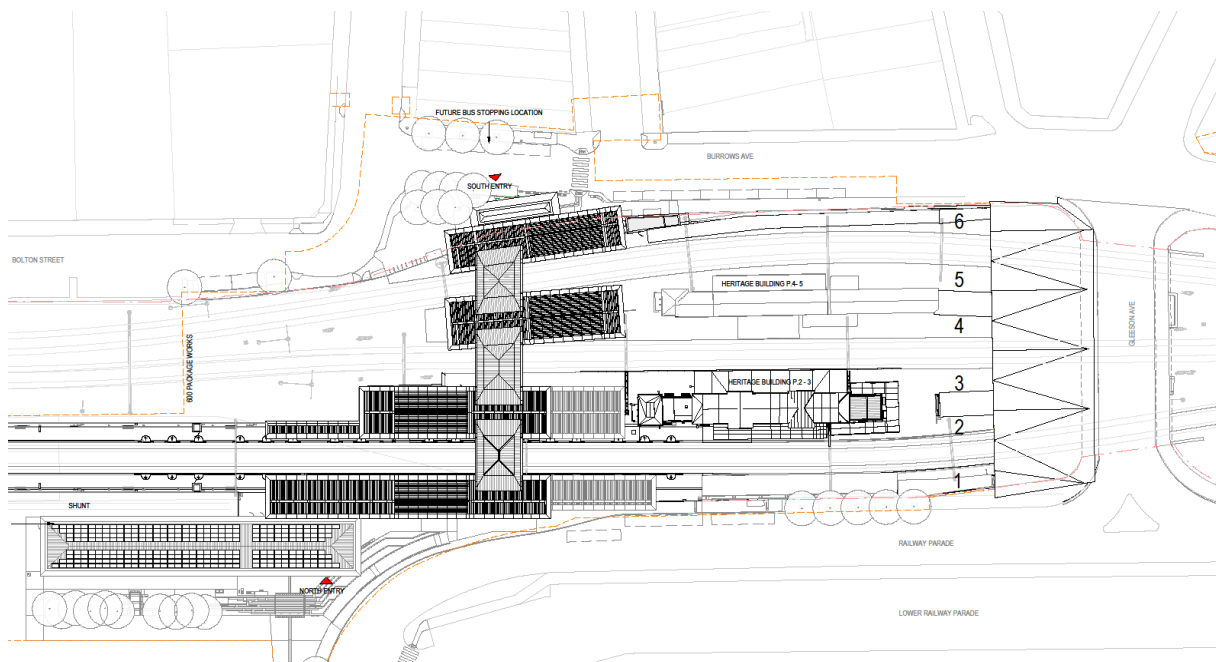 FUTURE BUS STOPPING LOCATION
BURROWS AVE
SOUTH ENTRY
6
BOLTON STREET
5
HERITAGE BUILDING P.4- 5
GLEESON AVE
4
600 PACKAGE WORKS
3
HERITAGE BUILDING P.2 - 3
2
1
SHUNT
RAILWAY PARADE
NORTH ENTRY
LOWER RAILWAY PARADE